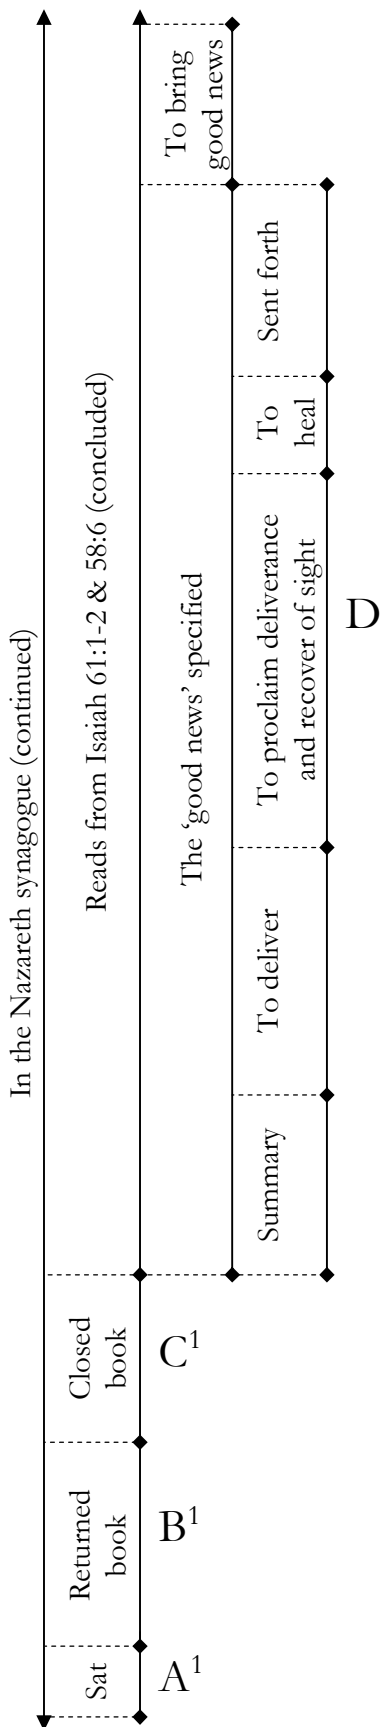 In the Nazareth synagogue (continued)
Reads from Isaiah 61:1-2 & 58:6 (concluded)
To bring
good news
The ‘good news’ specified
Sent forth
To
heal
To proclaim deliverance
and recover of sight
D
To deliver
Summary
Closed
book
C¹
Returned
book
B¹
Sat
A¹